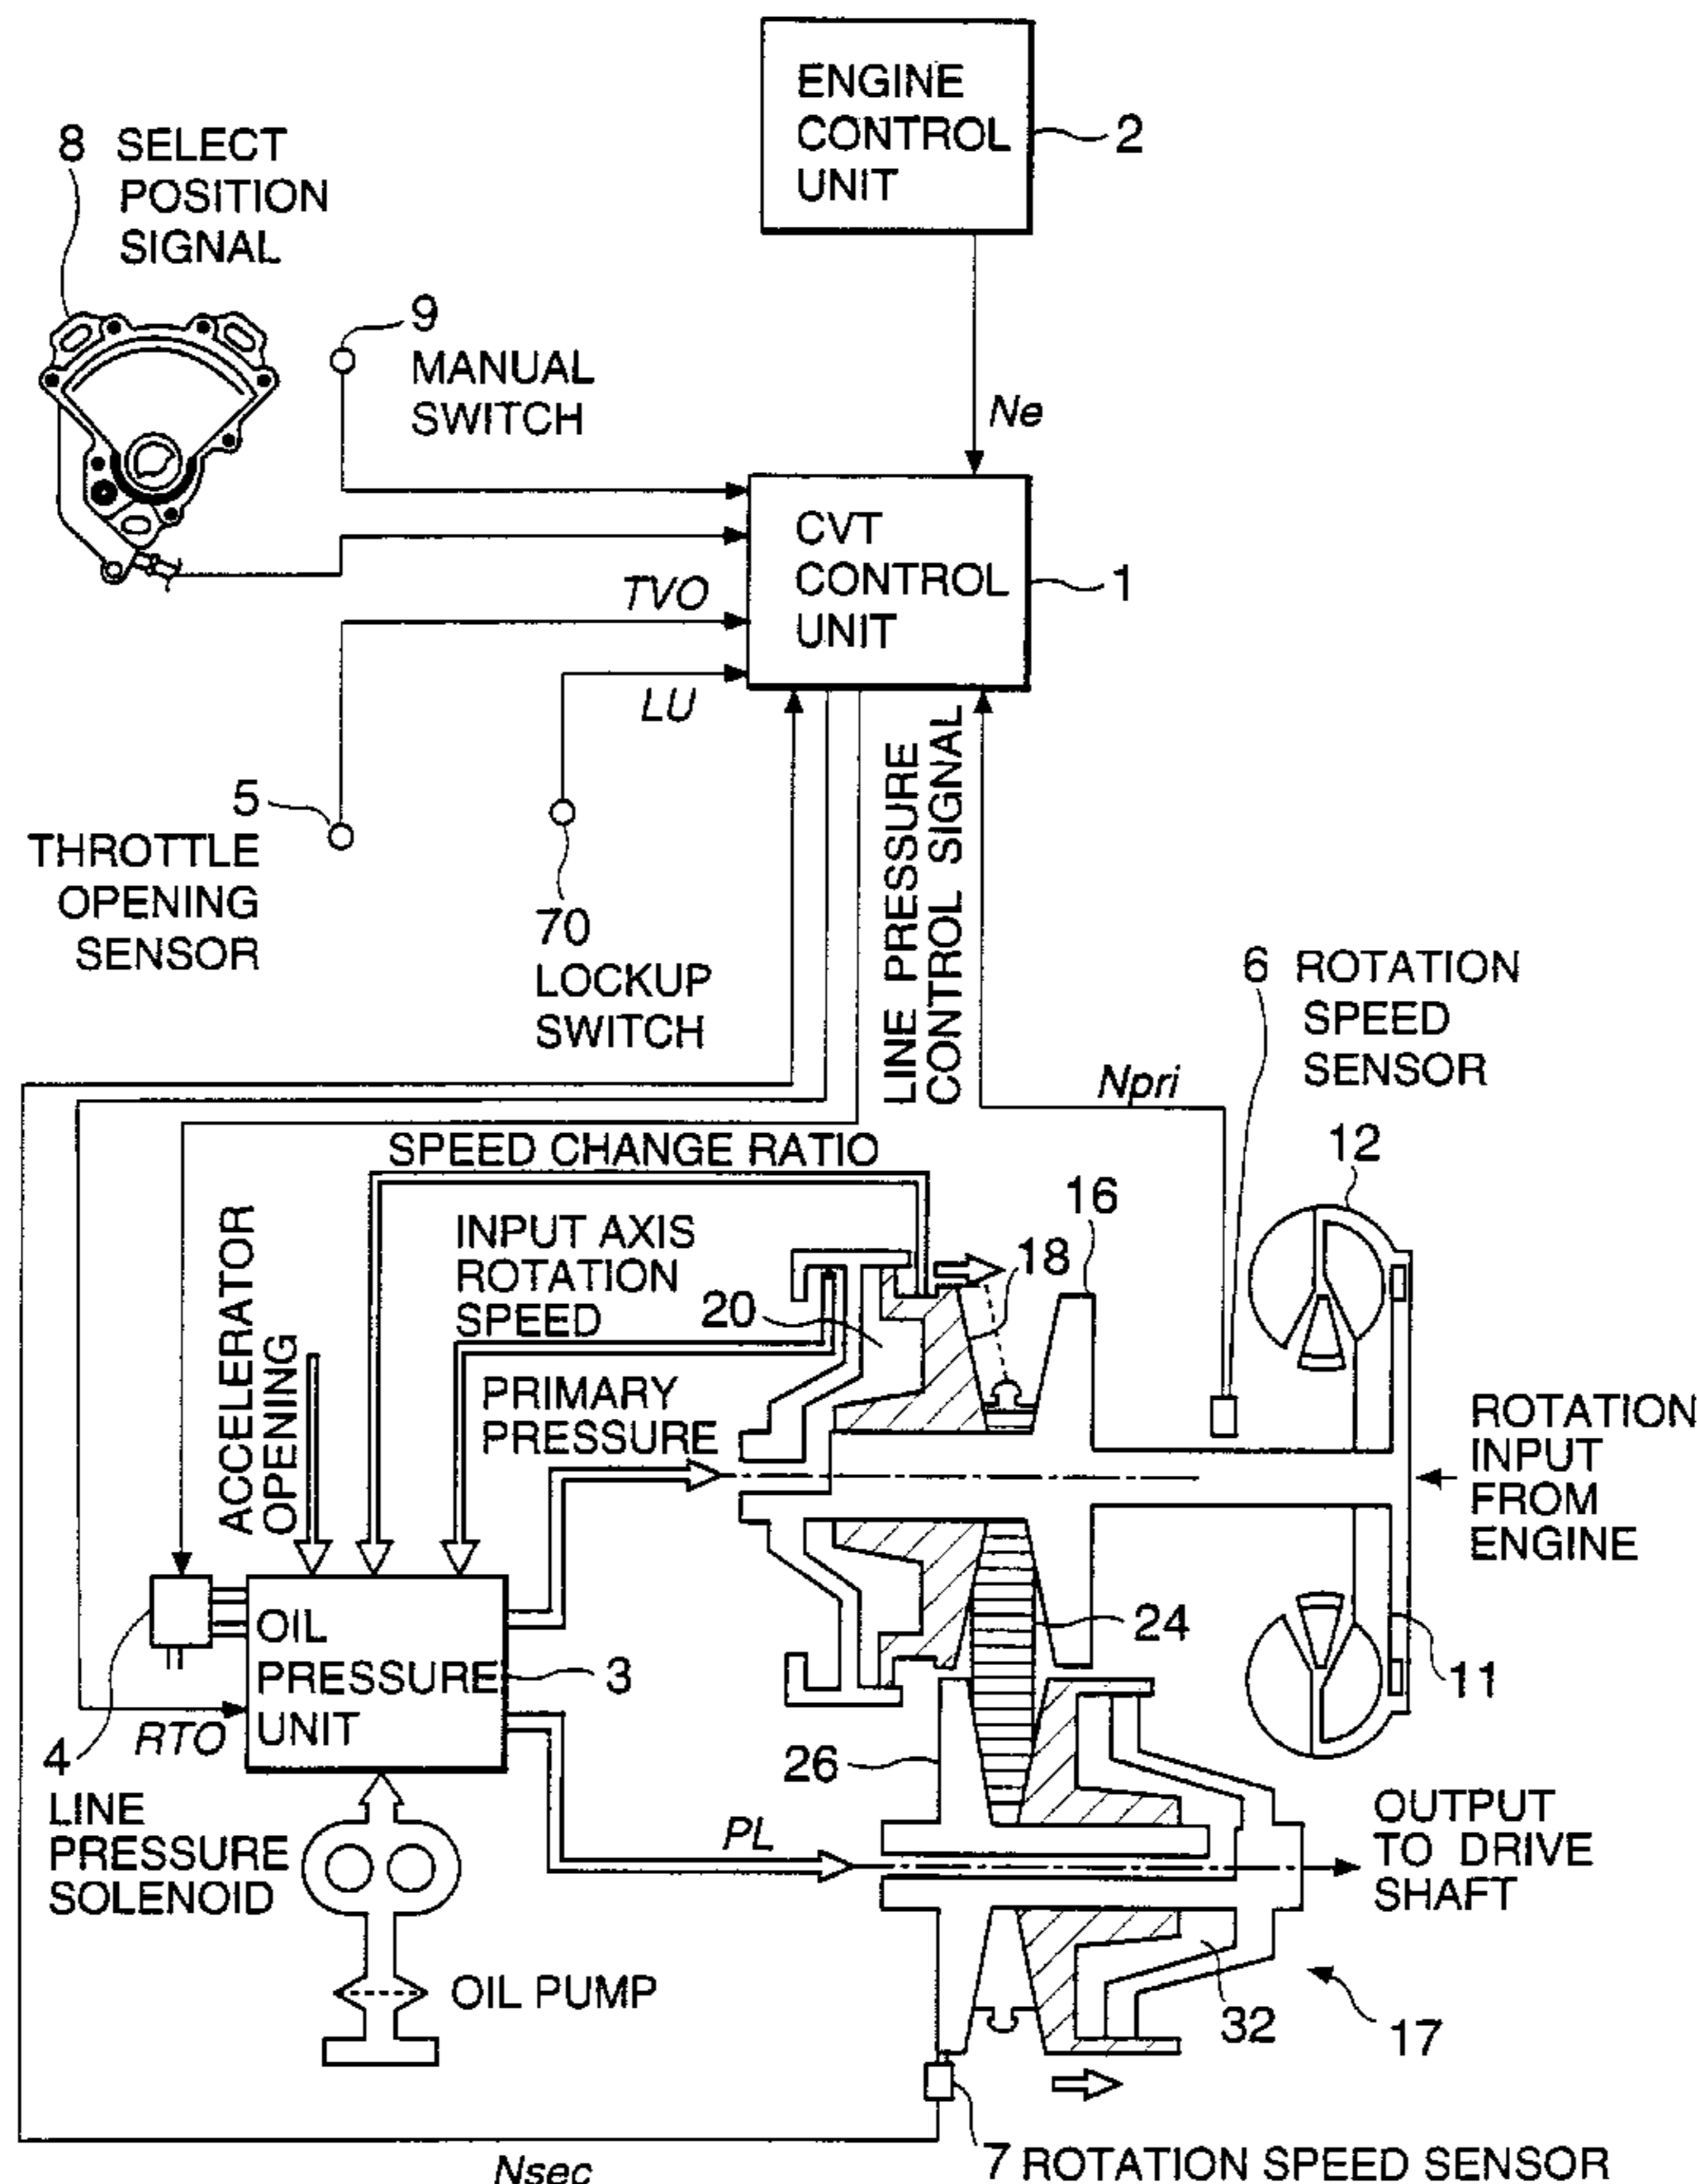 ENGINE
CONTROL
UNIT
2
8 SELECT
POSITION
SIGNAL
9
MANUAL
SWITCH
Ne
CVT
CONTROL
UNIT
1
TVO
LU
5
THROTTLE
OPENING
SENSOR
70
LOCKUP
SWITCH
LINE PRESSURE
CONTROL SIGNAL
6 ROTATION
SPEED
SENSOR
Npri
12
SPEED CHANGE RATIO
16
ACCELERATOR
OPENING
INPUT AXIS
ROTATION
SPEED
18
20
PRIMARY
PRESSURE
ROTATION
INPUT
FROM
ENGINE
OIL
PRESSURE
UNIT
3
24
11
RTO
4
LINE
PRESSURE
SOLENOID
26
PL
OUTPUT
TO DRIVE
SHAFT
OIL PUMP
32
17
7 ROTATION SPEED SENSOR
Nsec